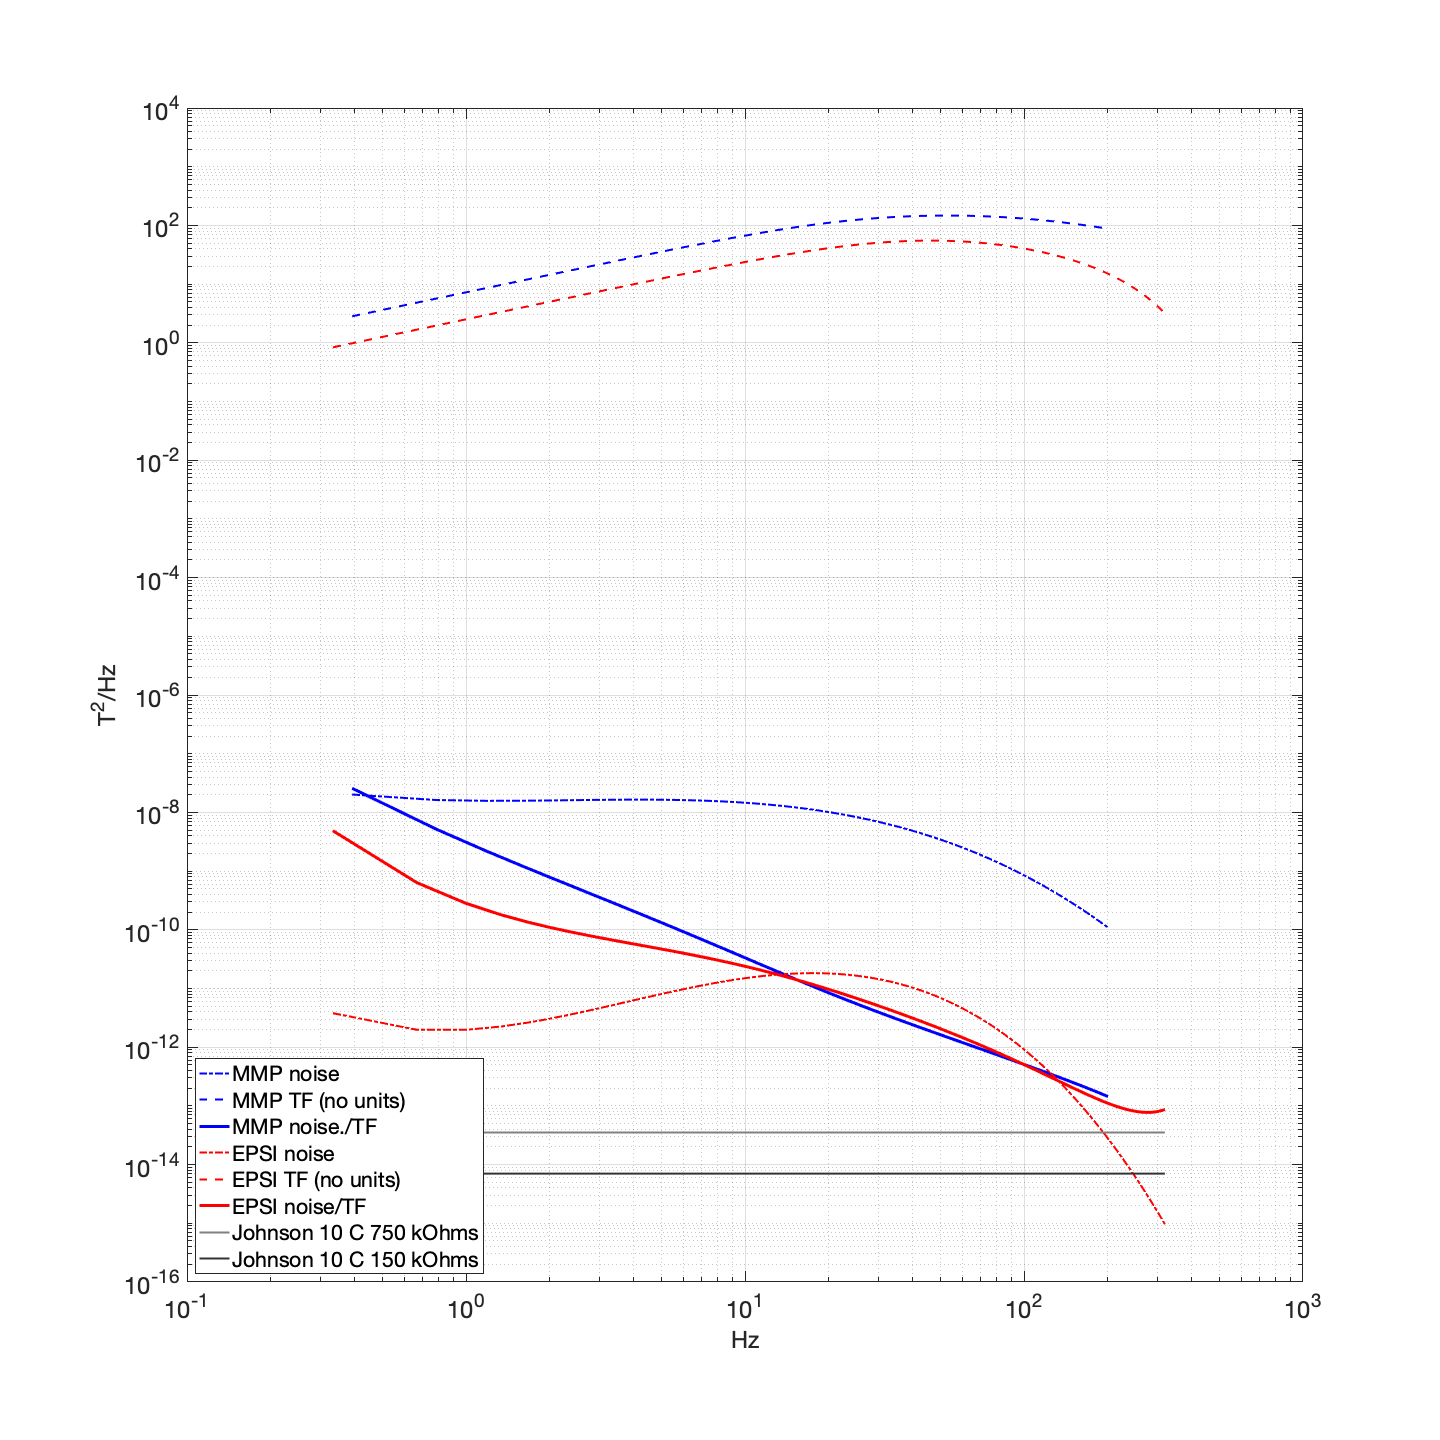 10^4
10^2
10^0
10^-2
10^-4
10^-6
10^-8
10^-10
10^-12
10^-14
10^-16
T^2/Hz
MMP noise
MMP TF (no units)
MMP noise./TF
EPSI noise
EPSI TF (no units)
EPSI noise/TF
Johnson 10 C 750 kOhms
Johnson 10 C 150 kOhms
10^-1 10^0 10^1 10^2 10^3
Hz